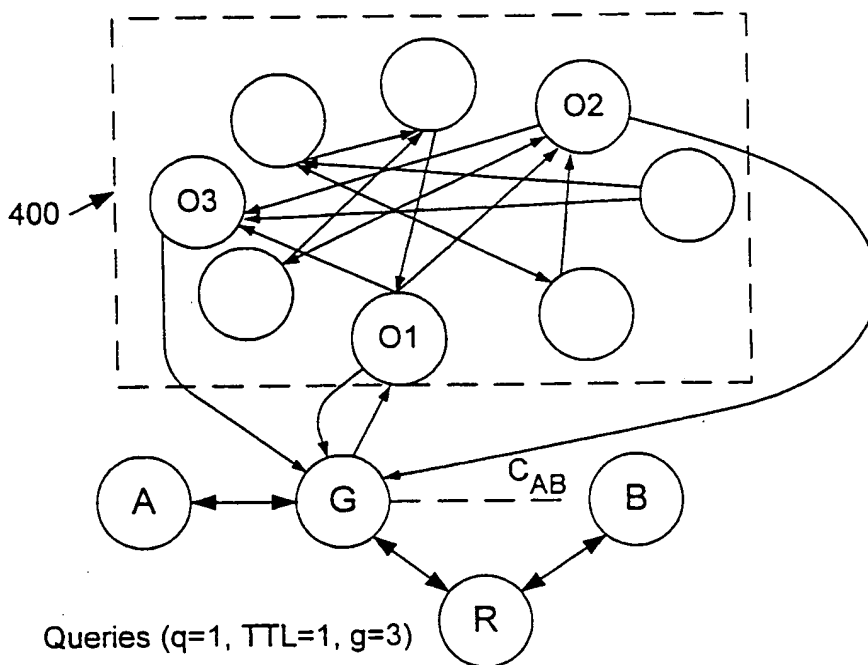 O2
O3
400
O1
C_AB
A
G
B
R
Queries (q=1, TTL=1, g=3)